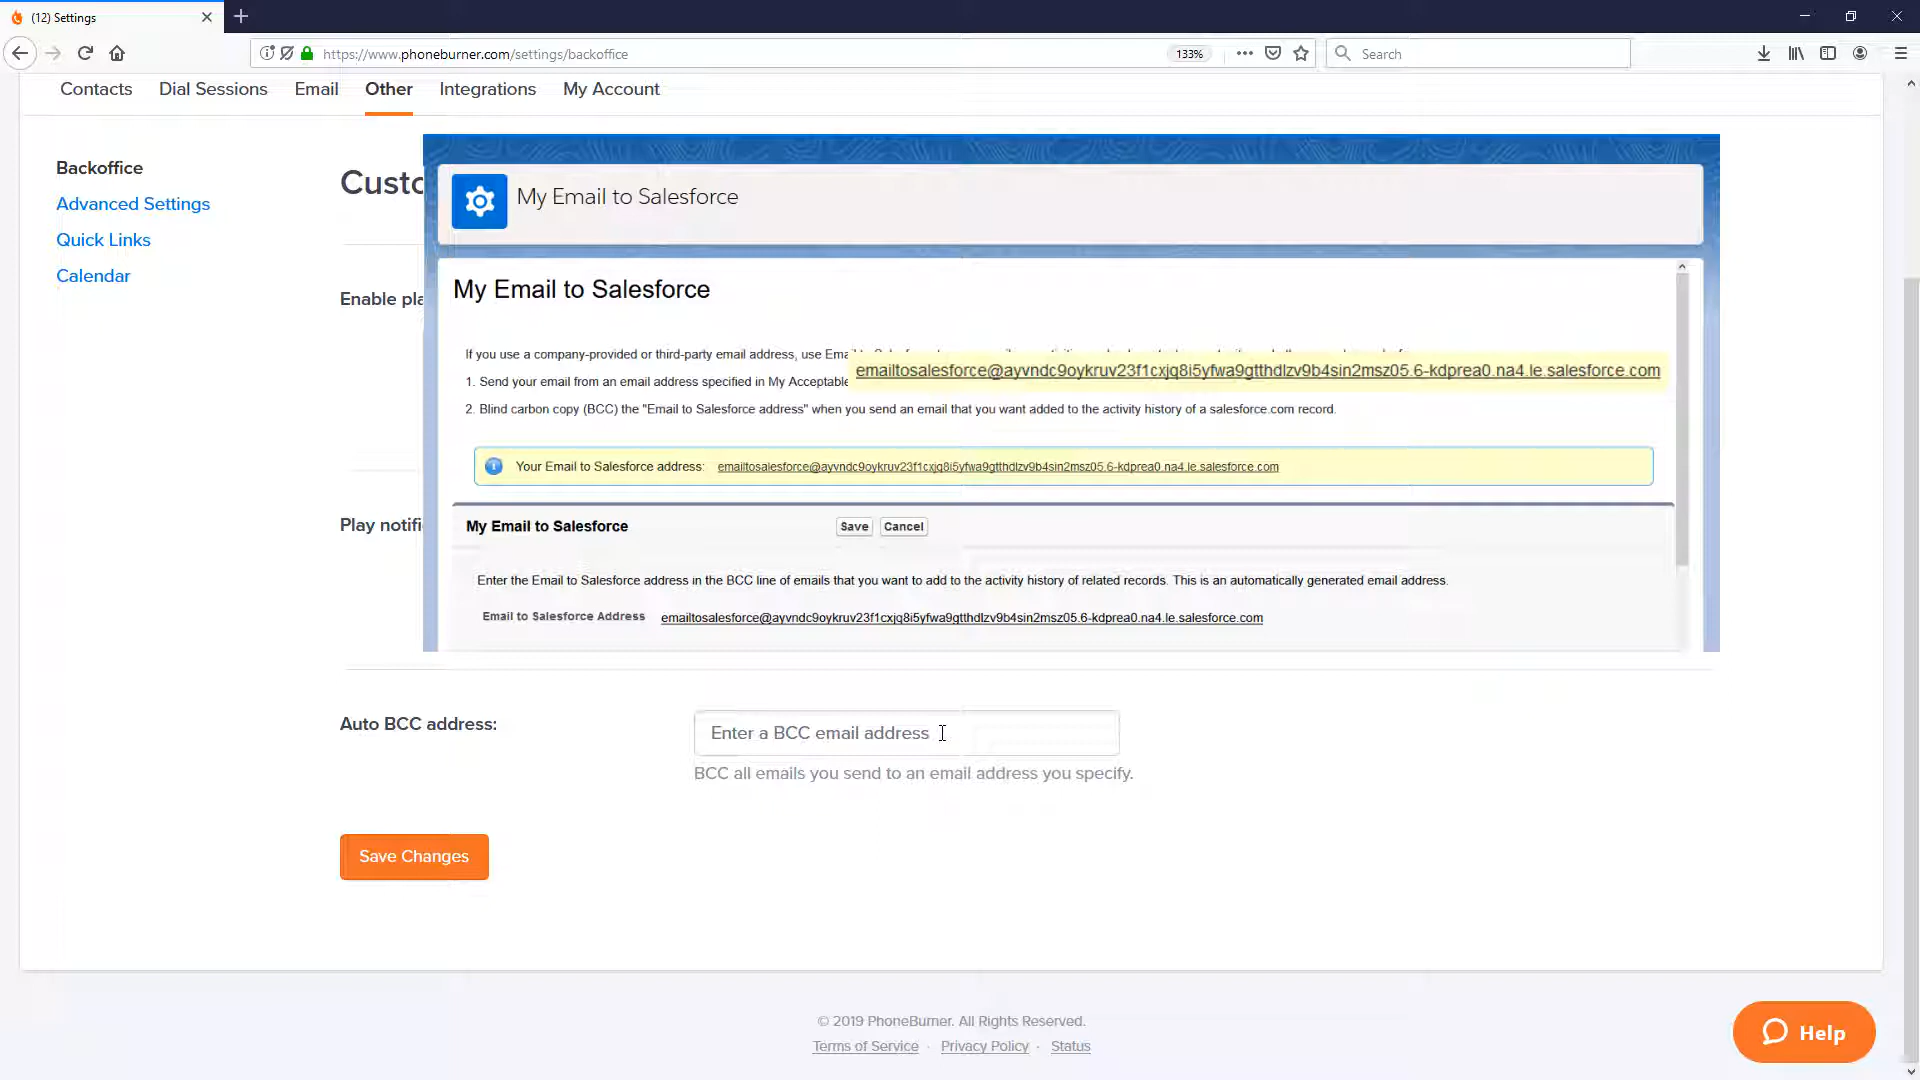 (12) Settings
https://www.phoneburner.com/settings/backoffice
133%
Search
Contacts
Dial Sessions
Email
Other
Integrations
My Account
Backoffice
Advanced Settings
Quick Links
Calendar
Custo
My Email to Salesforce
My Email to Salesforce
Enable pla
If you use a company-provided or third-party email address, use
emailtosalesforce@ayvndc9oykruv23f1cxjq8i5yfwa9gtthdlzv9b4sin2msz05.6-kdprea0.na4.le.salesforce.com
1. Send your email from an email address specified in My Acceptable
2. Blind carbon copy (BCC) the "Email to Salesforce address" when you send an email that you want added to the activity history of a salesforce.com record.
Your Email to Salesforce address: emailtosalesforce@ayvndc9oykruv23f1cxjq8i5yfwa9gtthdlzv9b4sin2msz05.6-kdprea0.na4.le.salesforce.com
Play notifi
My Email to Salesforce
Save
Cancel
Enter the Email to Salesforce address in the BCC line of emails that you want to add to the activity history of related records. This is an automatically generated email address.
Email to Salesforce Address emailtosalesforce@ayvndc9oykruv23f1cxjq8i5yfwa9gtthdlzv9b4sin2msz05.6-kdprea0.na4.le.salesforce.com
Auto BCC address:
Enter a BCC email address
BCC all emails you send to an email address you specify.
Save Changes
© 2019 PhoneBurner. All Rights Reserved.
Terms of Service · Privacy Policy · Status
Help